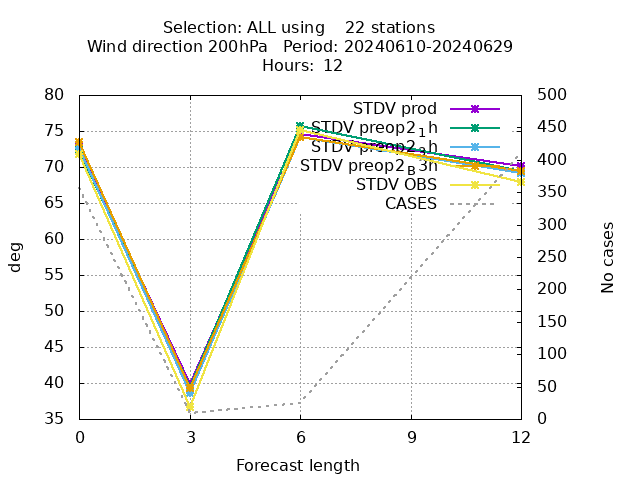 Selection: ALL using 22 stations
Wind direction 200hPa Period: 20240610-20240629
Hours: 12
80
75
70
65
60
55
50
45
40
35
500
450
400
350
300
250
200
150
100
50
0
STDV prod
STDV preop2₁h
STDV preop2₃h
STDV preop2_B3h
STDV OBS
CASES
deg
No cases
0 3 6 9 12
Forecast length